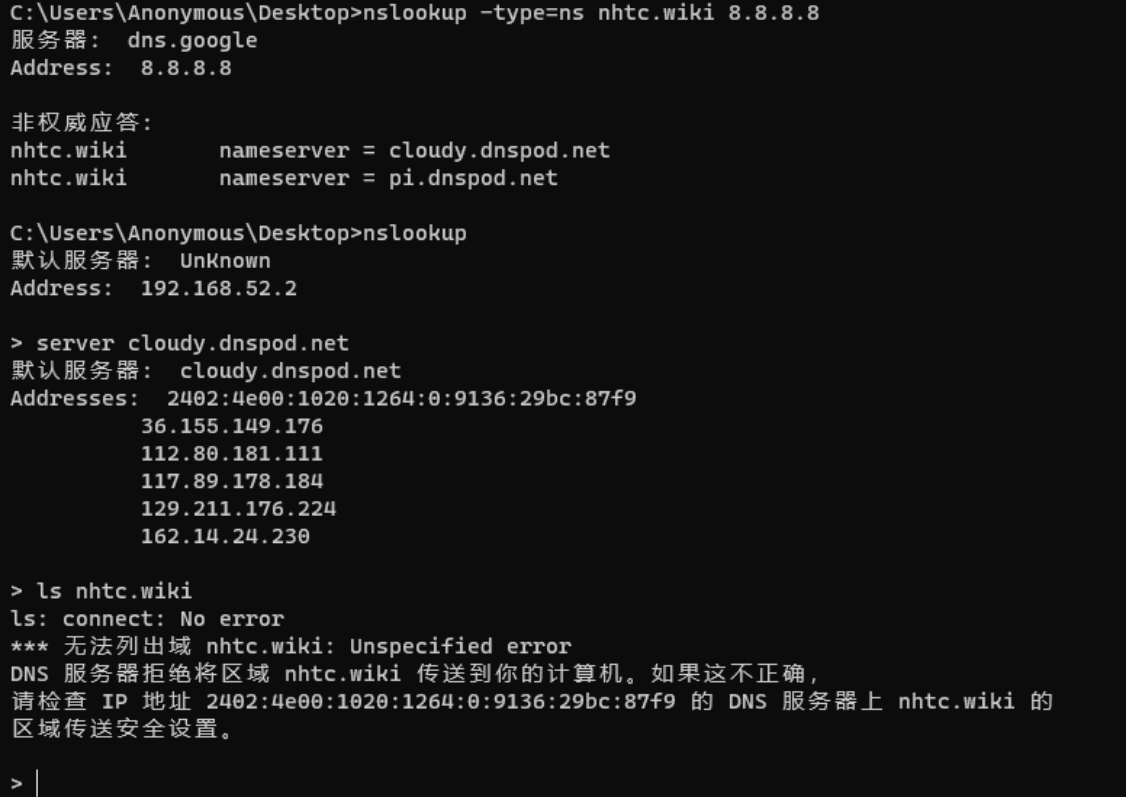 C:\Users\Anonymous\Desktop>nslookup -type=ns nhtc.wiki 8.8.8.8
服务器:  dns.google
Address:  8.8.8.8
非权威应答:
nhtc.wiki       nameserver = cloudy.dnspod.net
nhtc.wiki       nameserver = pi.dnspod.net
C:\Users\Anonymous\Desktop>nslookup
默认服务器:  UnKnown
Address:  192.168.52.2
> server cloudy.dnspod.net
默认服务器:  cloudy.dnspod.net
Addresses:  2402:4e00:1020:1264:0:9136:29bc:87f9
          36.155.149.176
          112.80.181.111
          117.89.178.184
          129.211.176.224
          162.14.24.230
> ls nhtc.wiki
ls: connect: No error
*** 无法列出域 nhtc.wiki: Unspecified error
DNS 服务器拒绝将区域 nhtc.wiki 传送到你的计算机。如果这不正确，
请检查 IP 地址 2402:4e00:1020:1264:0:9136:29bc:87f9 的 DNS 服务器上 nhtc.wiki 的
区域传送安全设置。
>